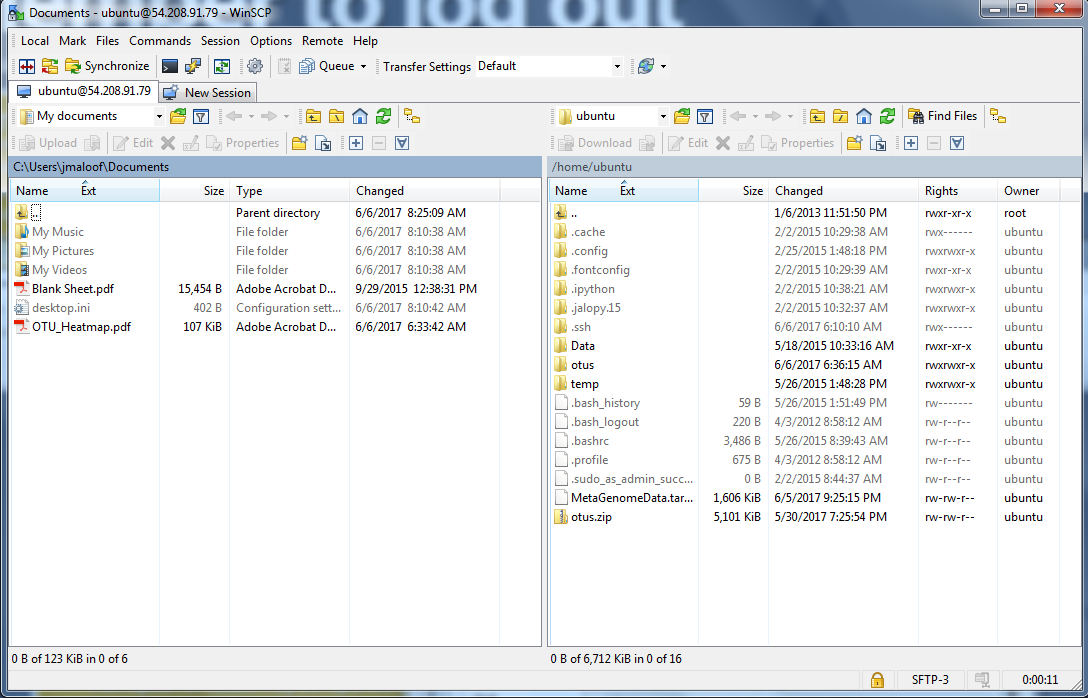 Documents - ubuntu@54.208.91.79 - WinSCP
to log out
Local Mark Files Commands Session Options Remote Help
Synchronize Queue Transfer Settings Default
ubuntu@54.208.91.79 New Session
My documents ubuntu Find Files
Upload Edit Properties Download Edit Properties
C:\Users\jmaloof\Documents
Name Ext Size Type Changed
.. Parent directory 6/6/2017 8:25:09 AM
My Music File folder 6/6/2017 8:10:38 AM
My Pictures File folder 6/6/2017 8:10:38 AM
My Videos File folder 6/6/2017 8:10:38 AM
Blank Sheet.pdf 15,454 B Adobe Acrobat D... 9/29/2015 12:38:31 PM
desktop.ini 402 B Configuration sett... 6/6/2017 8:10:42 AM
OTU_Heatmap.pdf 107 KiB Adobe Acrobat D... 6/6/2017 6:33:42 AM
0 B of 123 KiB in 0 of 6
/home/ubuntu
Name Ext Size Changed Rights Owner
.. 1/6/2013 11:51:50 PM rwxr-xr-x root
.cache 2/2/2015 10:29:38 AM rwx------ ubuntu
.config 2/25/2015 1:48:18 PM rwxrwxr-x ubuntu
.fontconfig 2/2/2015 10:29:39 AM rwxr-xr-x ubuntu
.ipython 2/2/2015 10:38:21 AM rwxrwxr-x ubuntu
.jalopy.15 2/2/2015 10:32:37 AM rwxrwxr-x ubuntu
.ssh 6/6/2017 6:10:10 AM rwx------ ubuntu
Data 5/18/2015 10:33:16 AM rwxr-xr-x ubuntu
otus 6/6/2017 6:36:15 AM rwxrwxr-x ubuntu
temp 5/26/2015 1:48:28 PM rwxrwxr-x ubuntu
.bash_history 59 B 5/26/2015 1:51:49 PM rw------- ubuntu
.bash_logout 220 B 4/3/2012 8:58:12 AM rw-r--r-- ubuntu
.bashrc 3,486 B 5/26/2015 8:39:43 AM rw-r--r-- ubuntu
.profile 675 B 4/3/2012 8:58:12 AM rw-r--r-- ubuntu
.sudo_as_admin_succ... 0 B 2/2/2015 8:44:37 AM rw-r--r-- ubuntu
MetaGenomeData.tar... 1,606 KiB 6/5/2017 9:25:15 PM rw-rw-r-- ubuntu
otus.zip 5,101 KiB 5/30/2017 7:25:54 PM rw-rw-r-- ubuntu
0 B of 6,712 KiB in 0 of 16
SFTP-3 0:00:11